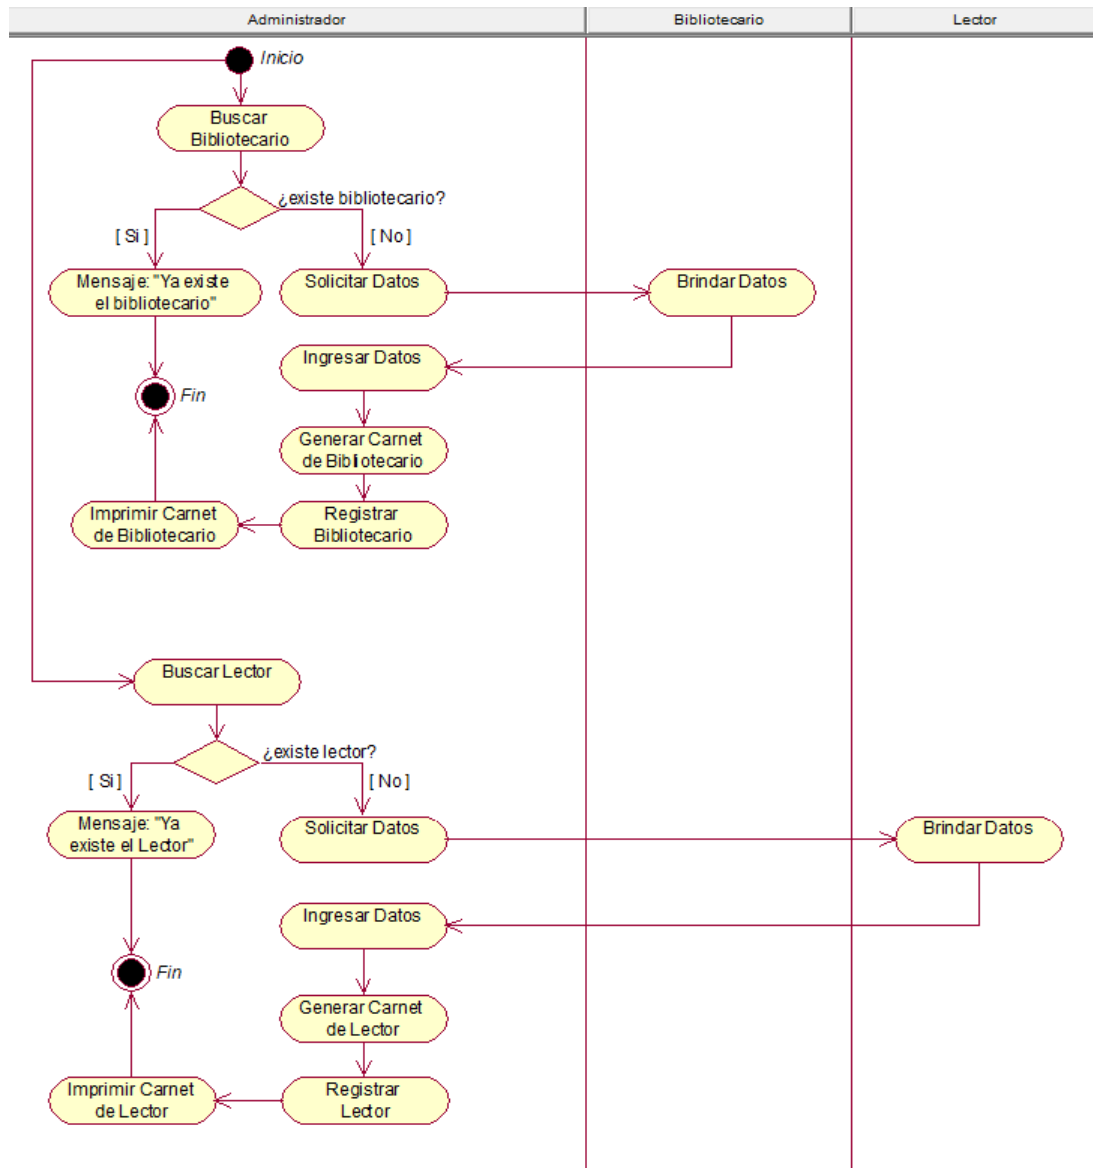 Administrador
Bibliotecario
Lector
Inicio
Buscar
Bibliotecario
¿existe bibliotecario?
[ Si ]
[ No ]
Mensaje: "Ya existe
el bibliotecario"
Solicitar Datos
Brindar Datos
Ingresar Datos
Fin
Generar Carnet
de Bibliotecario
Imprimir Carnet
de Bibliotecario
Registrar
Bibliotecario
Buscar Lector
¿existe lector?
[ Si ]
[ No ]
Mensaje: "Ya
existe el Lector"
Solicitar Datos
Brindar Datos
Ingresar Datos
Fin
Generar Carnet
de Lector
Imprimir Carnet
de Lector
Registrar
Lector